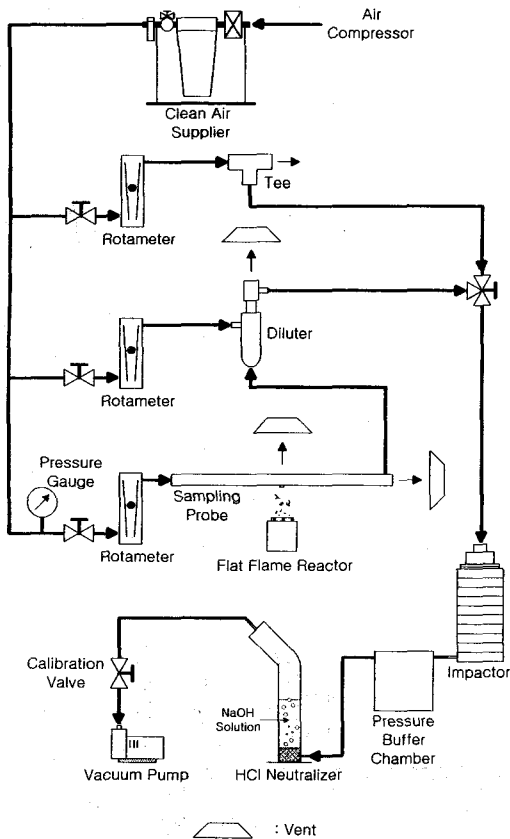 Air
Compressor
Clean Air
Supplier
Tee
Rotameter
Diluter
Rotameter
Pressure
Gauge
Sampling
Probe
Rotameter
Flat Flame Reactor
Calibration
Valve
NaOH
Solution
Impactor
Pressure
Buffer
Chamber
Vacuum Pump
HCl Neutralizer
: Vent